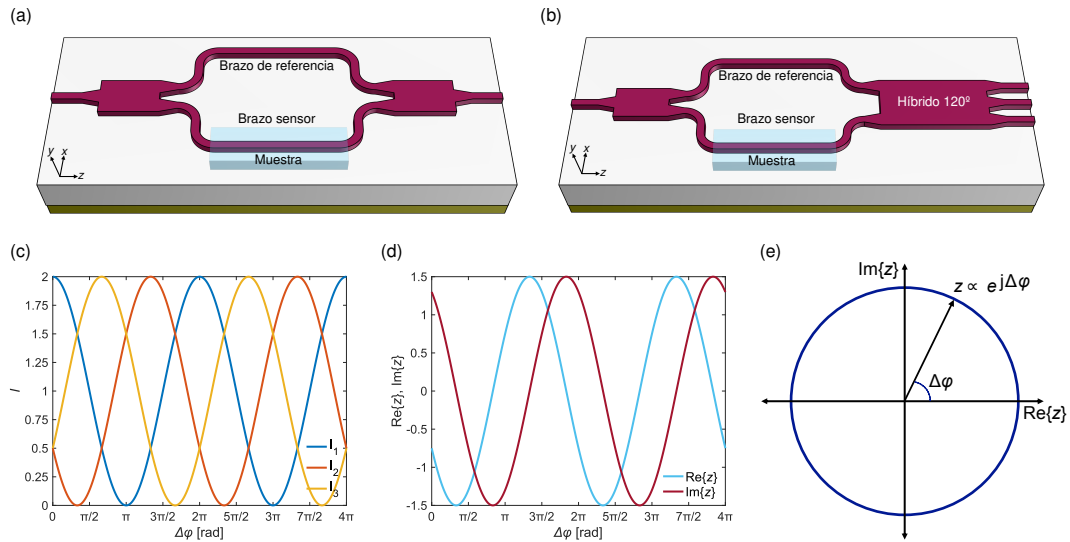 (a)
Brazo de referencia
Brazo sensor
Muestra
y x
z
(b)
Brazo de referencia
Híbrido 120º
Brazo sensor
Muestra
y x
z
(c)
2
1.5
1.25
1
0.75
0.5
0.25
0
I
I₁
I₂
I₃
0 π/2 π 3π/2 2π 5π/2 3π 7π/2 4π
Δφ [rad]
(d)
1.5
1
0.5
0
-0.5
-1
-1.5
Re{z}, Im{z}
Re{z}
Im{z}
0 π/2 π 3π/2 2π 5π/2 3π 7π/2 4π
Δφ [rad]
(e)
Im{z}
z ∝ e^jΔφ
Δφ
Re{z}